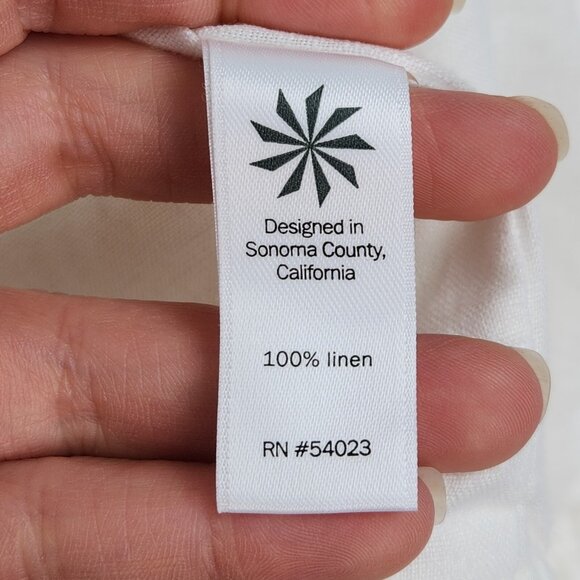 Designed in
Sonoma County,
California
100% linen
RN #54023